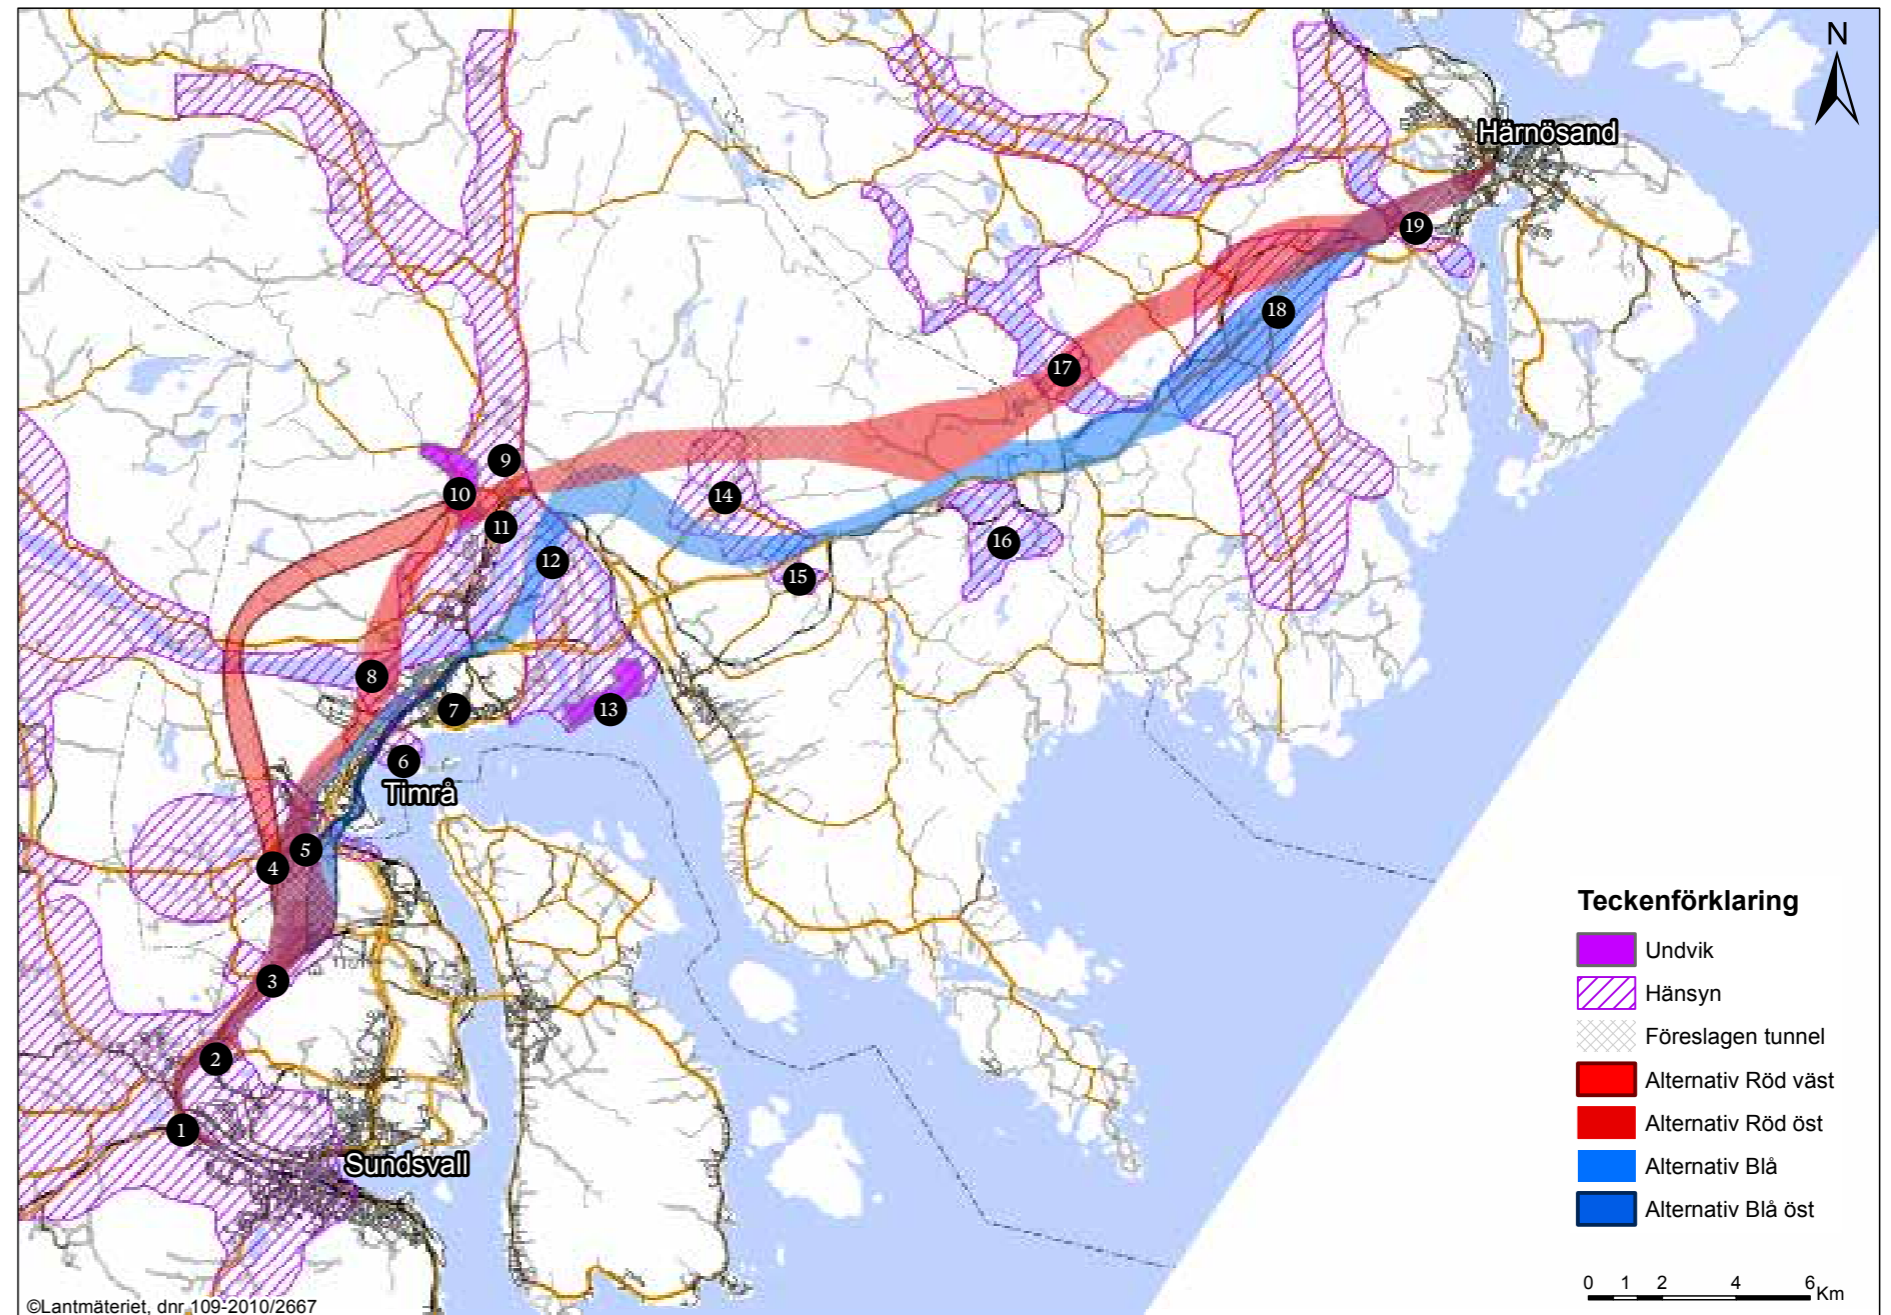 N
Härnösand
19
18
17
9
10
14
11
16
12
15
8
7
13
6
Timrå
5
4
3
2
1
Sundsvall
Teckenförklaring
Undvik
Hänsyn
Föreslagen tunnel
Alternativ Röd väst
Alternativ Röd öst
Alternativ Blå
Alternativ Blå öst
0 1 2 4 6 Km
©Lantmäteriet, dnr 109-2010/2667